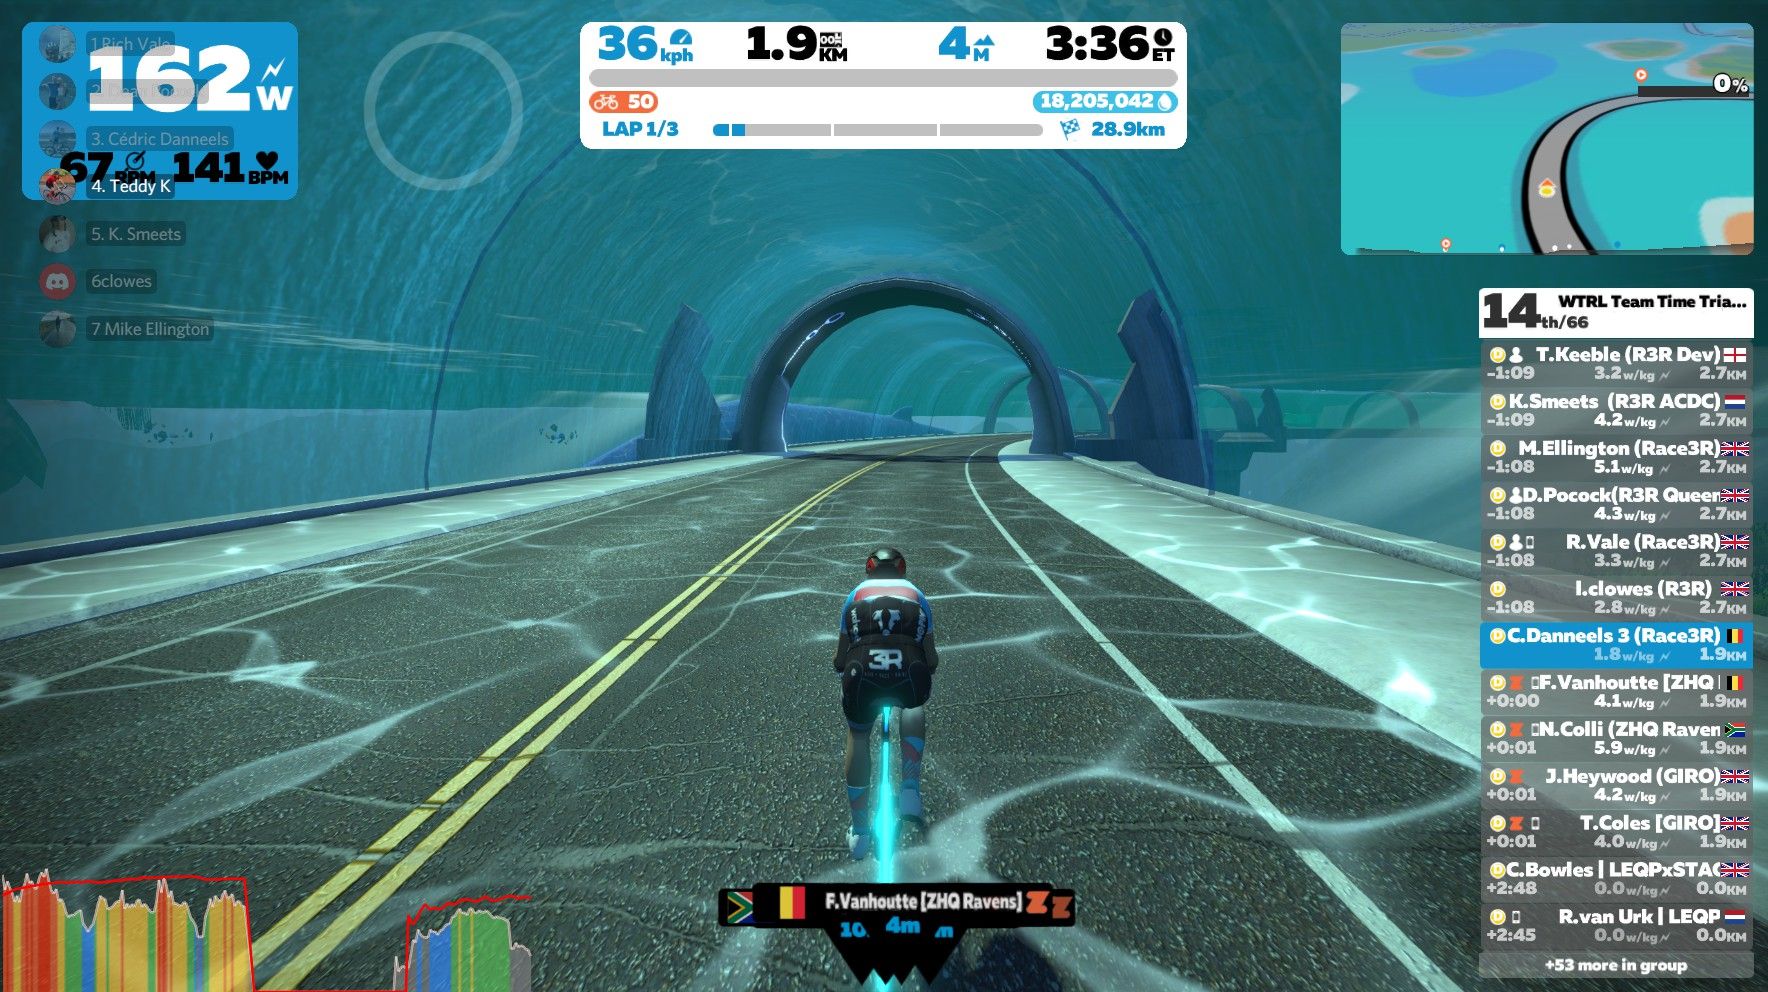 1 Rich Vale
162 W
3. Cédric Danneels
67 RPM 141 BPM
4. Teddy K
5. K. Smeets
6clowes
7 Mike Ellington
36 kph 1.9 KM 4 M 3:36 ET
50 18,205,042
LAP 1/3 28.9km
0%
14th/66 WTRL Team Time Tria...
T.Keeble (R3R Dev)
-1:09 3.2w/kg 2.7KM
K.Smeets (R3R ACDC)
-1:09 4.2w/kg 2.7KM
M.Ellington (Race3R)
-1:08 5.1w/kg 2.7KM
D.Pocock(R3R Queen
-1:08 4.3w/kg 2.7KM
R.Vale (Race3R)
-1:08 3.3w/kg 2.7KM
I.clowes (R3R)
-1:08 2.8w/kg 2.7KM
C.Danneels 3 (Race3R)
1.8w/kg 1.9KM
F.Vanhoutte [ZHQ
+0:00 4.1w/kg 1.9KM
N.Colli (ZHQ Raven
+0:01 5.9w/kg 1.9KM
J.Heywood (GIRO)
+0:01 4.2w/kg 1.9KM
T.Coles [GIRO]
+0:01 4.0w/kg 1.9KM
C.Bowles | LEQPxSTAC
+2:48 0.0w/kg 0.0KM
R.van Urk | LEQP
+2:45 0.0w/kg 0.0KM
+53 more in group
3R
F.Vanhoutte [ZHQ Ravens]
4m